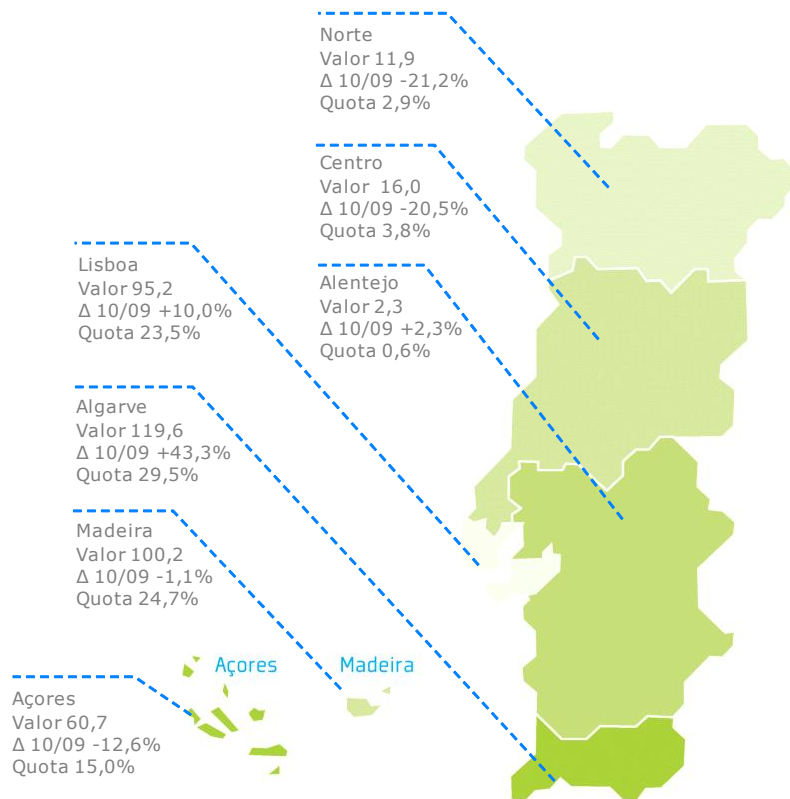 Norte
Valor 11,9
Δ 10/09 -21,2%
Quota 2,9%
Centro
Valor 16,0
Δ 10/09 -20,5%
Quota 3,8%
Lisboa
Valor 95,2
Δ 10/09 +10,0%
Quota 23,5%
Alentejo
Valor 2,3
Δ 10/09 +2,3%
Quota 0,6%
Algarve
Valor 119,6
Δ 10/09 +43,3%
Quota 29,5%
Madeira
Valor 100,2
Δ 10/09 -1,1%
Quota 24,7%
Açores
Madeira
Açores
Valor 60,7
Δ 10/09 -12,6%
Quota 15,0%